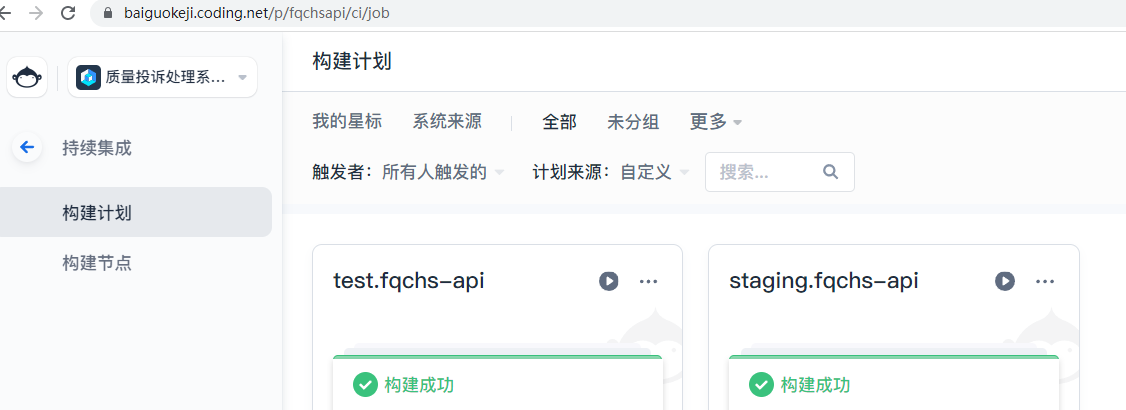 baiguokeji.coding.net/p/fqchsapi/ci/job
质量投诉处理系...
构建计划
我的星标 系统来源 全部 未分组 更多
持续集成
触发者：所有人触发的 计划来源：自定义 搜索...
构建计划
构建节点
test.fqchs-api staging.fqchs-api
构建成功 构建成功